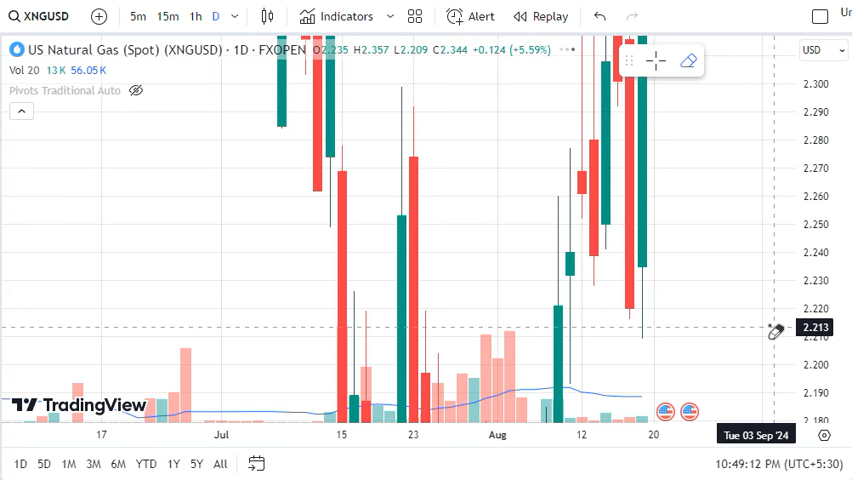 XNGUSD 5m 15m 1h D Indicators Alert Replay Un
US Natural Gas (Spot) (XNGUSD) · 1D · FXOPEN O2.235 H2.357 L2.209 C2.344 +0.124 (+5.59%) USD
Vol 20 13K 56.05K
Pivots Traditional Auto
2.300
2.290
2.280
2.270
2.260
2.250
2.240
2.230
2.220
2.213
2.210
2.200
2.190
2.180
TradingView
17 Jul 15 23 Aug 12 20 Tue 03 Sep '24
1D 5D 1M 3M 6M YTD 1Y 5Y All 10:49:12 PM (UTC+5:30)